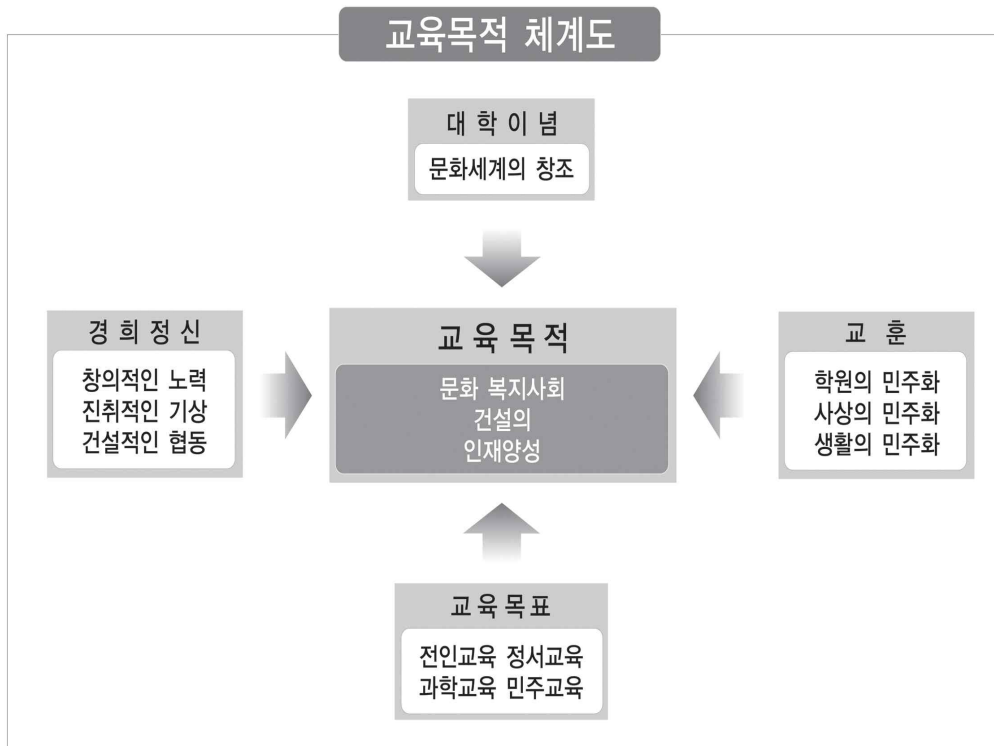 교육목적 체계도
대 학 이 념
문화세계의 창조
경 희 정 신
창의적인 노력
진취적인 기상
건설적인 협동
교 육 목 적
문화 복지사회
건설의
인재양성
교 훈
학원의 민주화
사상의 민주화
생활의 민주화
교 육 목 표
전인교육 정서교육
과학교육 민주교육